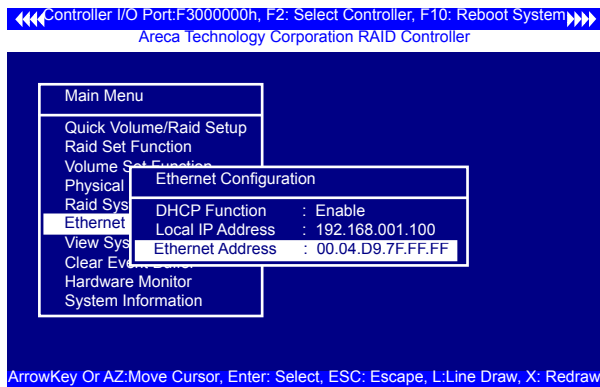 Controller I/O Port:F3000000h, F2: Select Controller, F10: Reboot System
Areca Technology Corporation RAID Controller
Main Menu
Quick Volume/Raid Setup
Raid Set Function
Volume Set Function
Physical
Raid Sys
Ethernet
View Sys
Clear Event Buffer
Hardware Monitor
System Information
Ethernet Configuration
DHCP Function : Enable
Local IP Address : 192.168.001.100
Ethernet Address : 00.04.D9.7F.FF.FF
ArrowKey Or AZ:Move Cursor, Enter: Select, ESC: Escape, L:Line Draw, X: Redraw